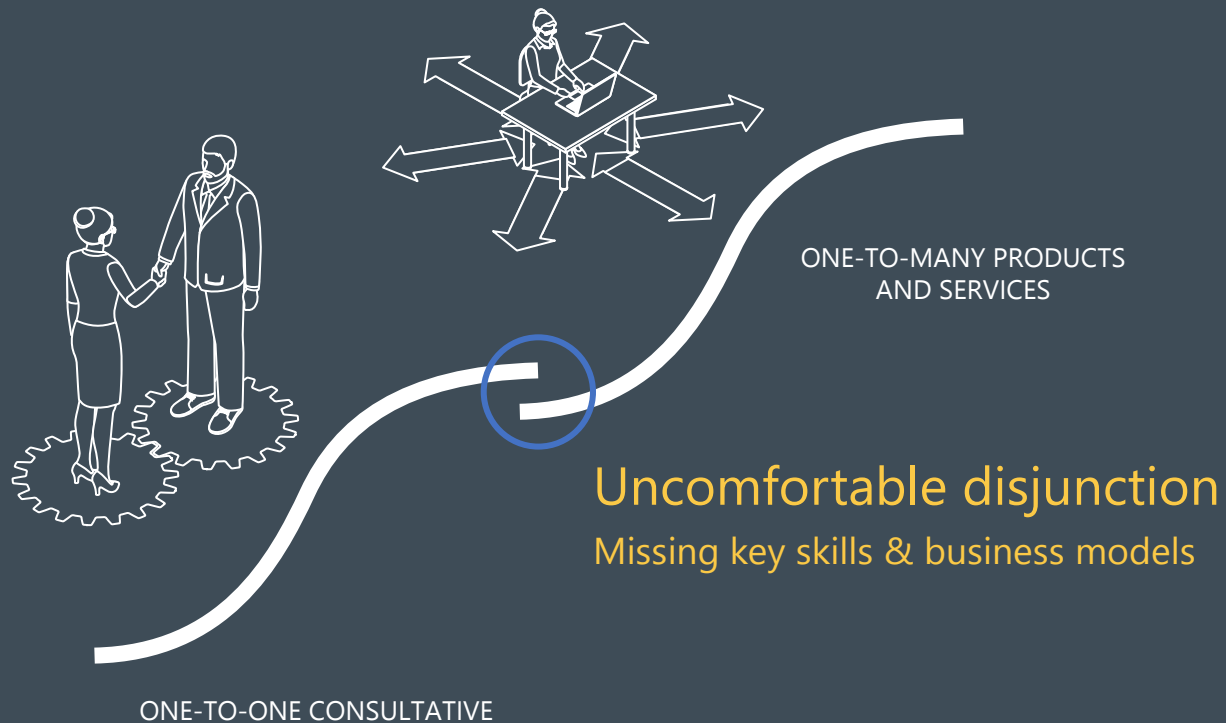 ONE-TO-MANY PRODUCTS
AND SERVICES
Uncomfortable disjunction
Missing key skills & business models
ONE-TO-ONE CONSULTATIVE